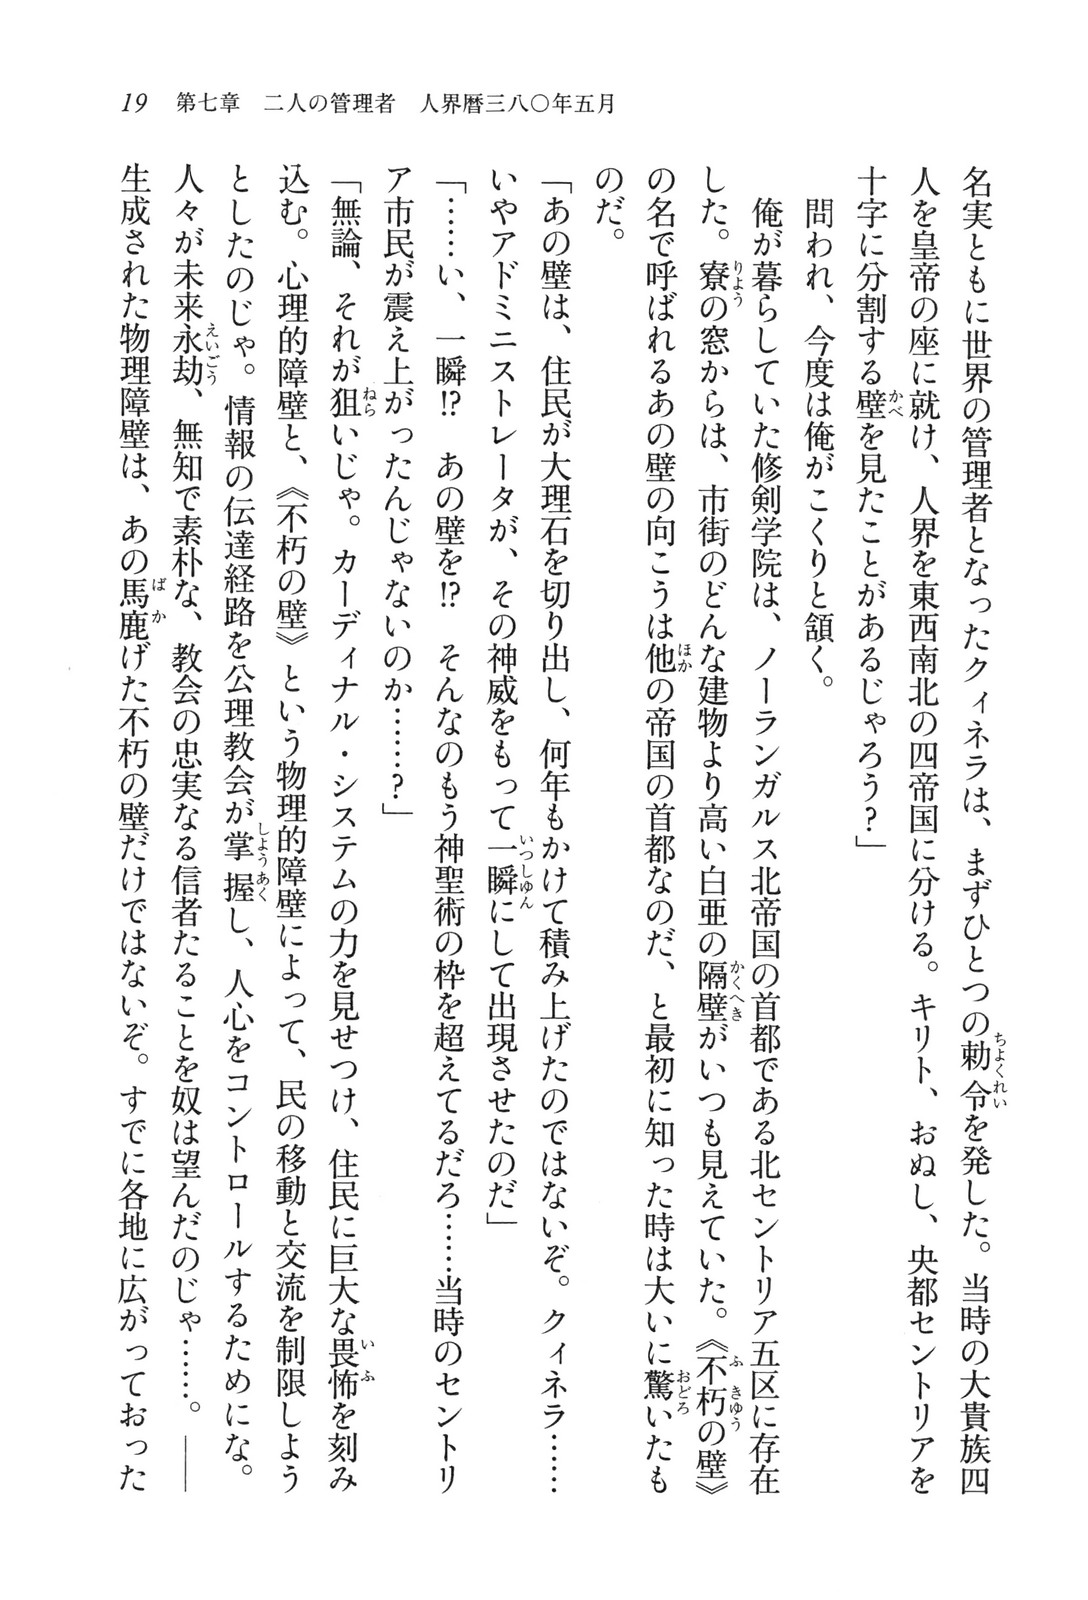 19　第七章　二人の管理者　人界暦三八〇年五月
名実ともに世界の管理者となったクィネラは、まずひとつの勅令を発した。当時の大貴族四
人を皇帝の座に就け、人界を東西南北の四帝国に分ける。キリト、おぬし、央都セントリアを
十字に分割する壁を見たことがあるじゃろう？」
　問われ、今度は俺がこくりと頷く。
　俺が暮らしていた修剣学院は、ノーランガルス北帝国の首都である北セントリア五区に存在
した。寮の窓からは、市街のどんな建物より高い白亜の隔壁がいつも見えていた。《不朽の壁》
の名で呼ばれるあの壁の向こうは他の帝国の首都なのだ、と最初に知った時は大いに驚いたも
のだ。
「あの壁は、住民が大理石を切り出し、何年もかけて積み上げたのではないぞ。クィネラ……
いやアドミニストレータが、その神威をもって一瞬にして出現させたのだ」
「……い、一瞬!?　あの壁を!?　そんなのもう神聖術の枠を超えてるだろ……当時のセントリ
ア市民が震え上がったんじゃないのか……？」
「無論、それが狙いじゃ。カーディナル・システムの力を見せつけ、住民に巨大な畏怖を刻み
込む。心理的障壁と、《不朽の壁》という物理的障壁によって、民の移動と交流を制限しよう
としたのじゃ。情報の伝達経路を公理教会が掌握し、人心をコントロールするためにな。
人々が未来永劫、無知で素朴な、教会の忠実なる信者たることを奴は望んだのじゃ……。――
生成された物理障壁は、あの馬鹿げた不朽の壁だけではないぞ。すでに各地に広がっておった